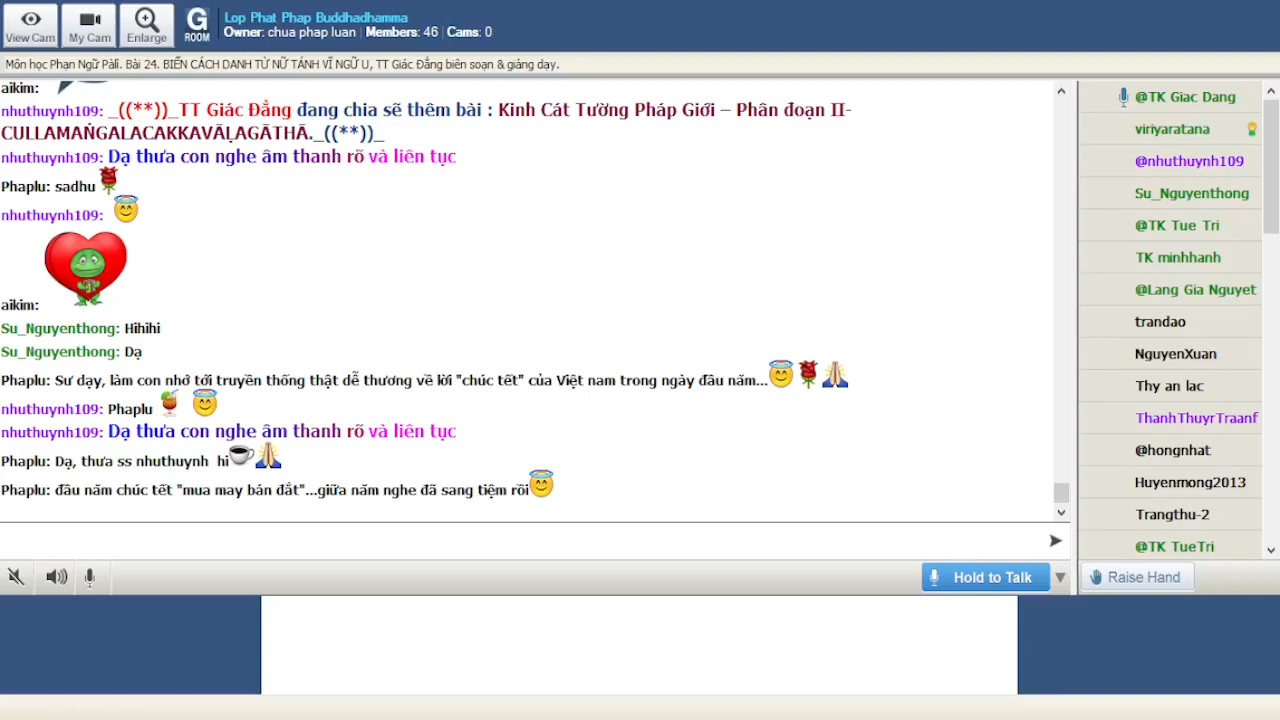 View Cam
My Cam
Enlarge
G
ROOM
Lop Phat Phap Buddhadhamma
Owner: chua phap luan | Members: 46 | Cams: 0
Môn học Phạn Ngữ Pāli. Bài 24. BIẾN CÁCH DANH TỪ NỮ TÁNH VĨ NGỮ U, TT Giác Đẳng biên soạn & giảng dạy.
aikim:
nhuthuynh109: _((**))_TT Giác Đẳng đang chia sẽ thêm bài : Kinh Cát Tường Pháp Giới – Phân đoạn II-
CULLAMAṄGALACAKKAVĀḶAGĀTHĀ._((**))_
nhuthuynh109: Dạ thưa con nghe âm thanh rõ và liên tục
Phaplu: sadhu
nhuthuynh109:
aikim:
Su_Nguyenthong: Hihihi
Su_Nguyenthong: Dạ
Phaplu: Sư dạy, làm con nhớ tới truyền thống thật dễ thương về lời "chúc tết" của Việt nam trong ngày đầu năm...
nhuthuynh109: Phaplu
nhuthuynh109: Dạ thưa con nghe âm thanh rõ và liên tục
Phaplu: Dạ, thưa ss nhuthuynh hi
Phaplu: đầu năm chúc tết "mua may bán đắt"...giữa năm nghe đã sang tiệm rồi
Hold to Talk
@TK Giac Dang
viriyaratana
@nhuthuynh109
Su_Nguyenthong
@TK Tue Tri
TK minhhanh
@Lang Gia Nguyet
trandao
NguyenXuan
Thy an lac
ThanhThuyrTraanf
@hongnhat
Huyenmong2013
Trangthu-2
@TK TueTri
Raise Hand